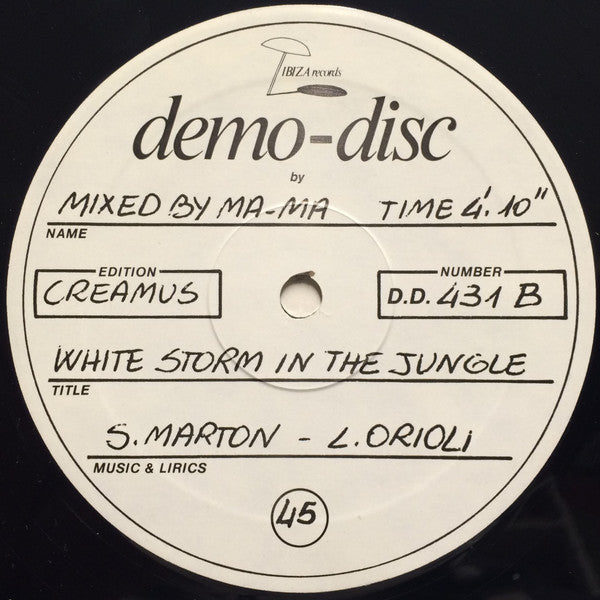 IBIZA records
demo-disc
by
MIXED BY MA-MA TIME 4'.10"
NAME
EDITION NUMBER
CREAMUS D.D. 431 B
WHITE STORM IN THE JUNGLE
TITLE
S. MARTON - L. ORIOLI
MUSIC & LIRICS
45